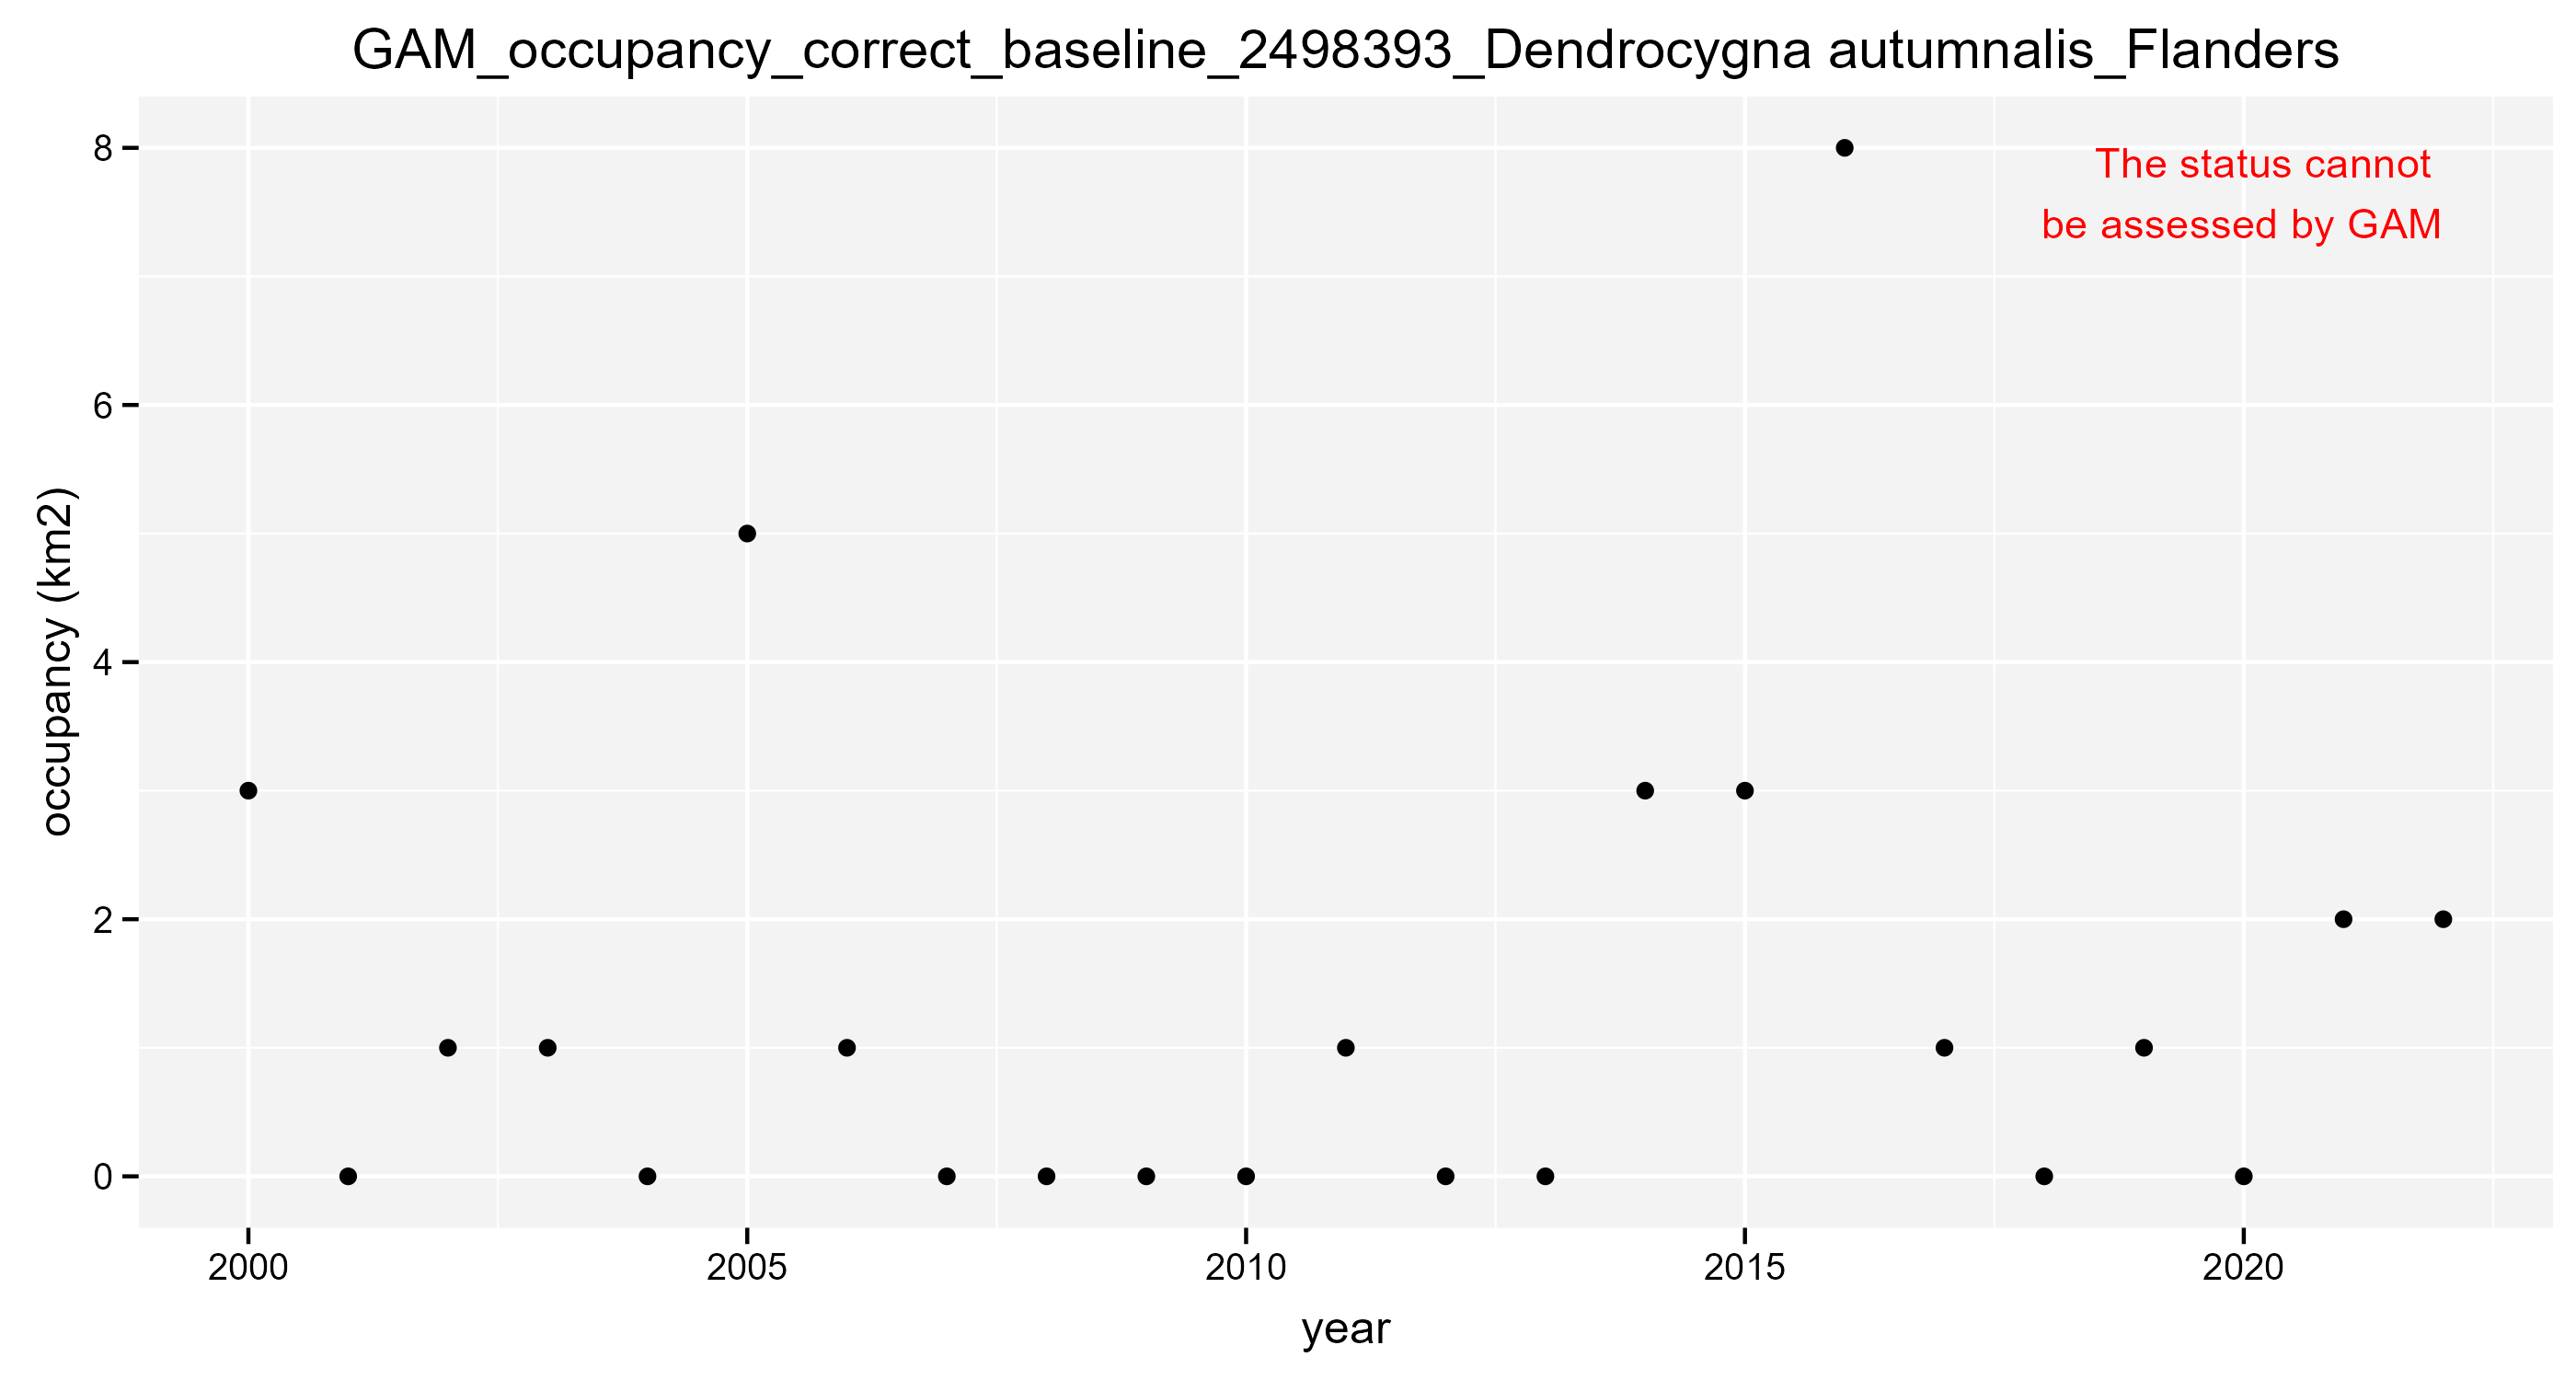 GAM_occupancy_correct_baseline_2498393_Dendrocygna autumnalis_Flanders
8
The status cannot
be assessed by GAM
6
occupancy (km2)
4
2
0
2000 2005 2010 2015 2020
year